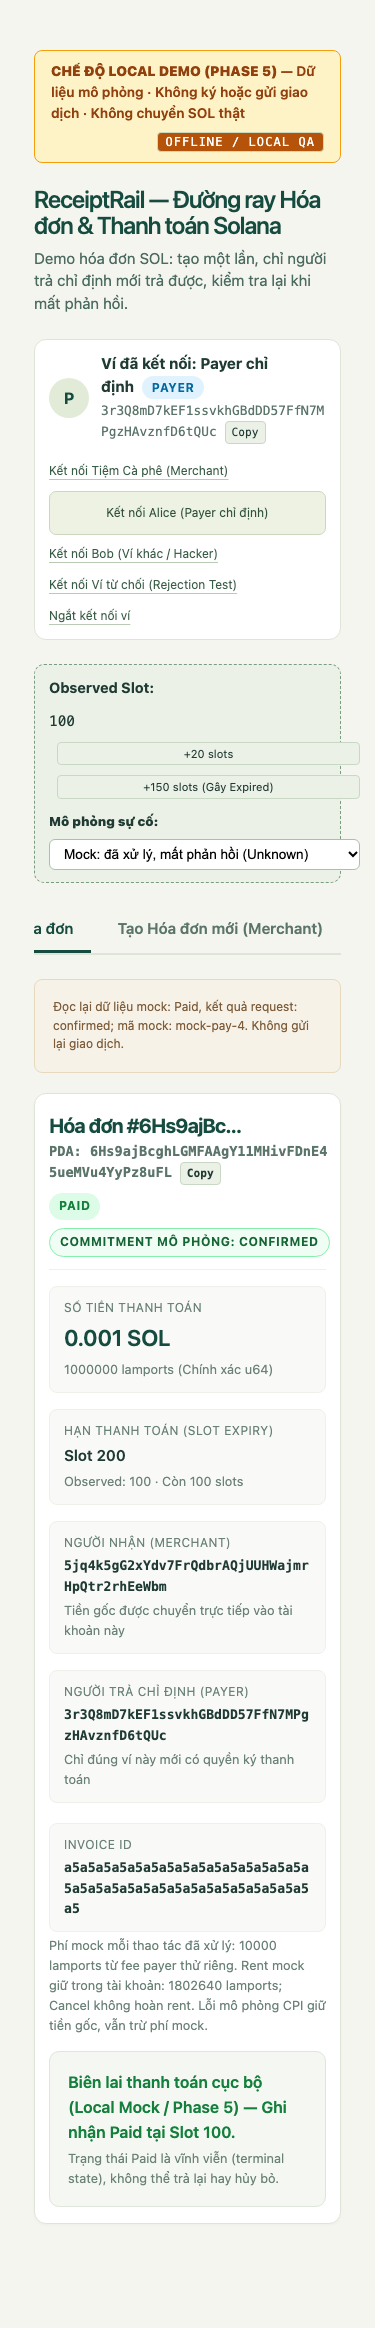 CHẾ ĐỘ LOCAL DEMO (PHASE 5) — Dữ
liệu mô phỏng · Không ký hoặc gửi giao
dịch · Không chuyển SOL thật
OFFLINE / LOCAL QA
ReceiptRail — Đường ray Hóa
đơn & Thanh toán Solana
Demo hóa đơn SOL: tạo một lần, chỉ người
trả chỉ định mới trả được, kiểm tra lại khi
mất phản hồi.
P
Ví đã kết nối: Payer chỉ
định PAYER
3r3Q8mD7kEF1ssvkhGBdDD57FfN7M
PgzHAvznfD6tQUc Copy
Kết nối Tiệm Cà phê (Merchant)
Kết nối Alice (Payer chỉ định)
Kết nối Bob (Ví khác / Hacker)
Kết nối Ví từ chối (Rejection Test)
Ngắt kết nối ví
Observed Slot:
100
+20 slots
+150 slots (Gây Expired)
Mô phỏng sự cố:
Mock: đã xử lý, mất phản hồi (Unknown)
a đơn Tạo Hóa đơn mới (Merchant)
Đọc lại dữ liệu mock: Paid, kết quả request:
confirmed; mã mock: mock-pay-4. Không gửi
lại giao dịch.
Hóa đơn #6Hs9ajBc...
PDA: 6Hs9ajBcghLGMFAAgY11MHivFDnE4
5ueMVu4YyPz8uFL Copy
PAID
COMMITMENT MÔ PHỎNG: CONFIRMED
SỐ TIỀN THANH TOÁN
0.001 SOL
1000000 lamports (Chính xác u64)
HẠN THANH TOÁN (SLOT EXPIRY)
Slot 200
Observed: 100 · Còn 100 slots
NGƯỜI NHẬN (MERCHANT)
5jq4k5gG2xYdv7FrQdbrAQjUUHWajmr
HpQtr2rhEeWbm
Tiền gốc được chuyển trực tiếp vào tài
khoản này
NGƯỜI TRẢ CHỈ ĐỊNH (PAYER)
3r3Q8mD7kEF1ssvkhGBdDD57FfN7MPg
zHAvznfD6tQUc
Chỉ đúng ví này mới có quyền ký thanh
toán
INVOICE ID
a5a5a5a5a5a5a5a5a5a5a5a5a5a5a5a
5a5a5a5a5a5a5a5a5a5a5a5a5a5a5a5
a5
Phí mock mỗi thao tác đã xử lý: 10000
lamports từ fee payer thử riêng. Rent mock
giữ trong tài khoản: 1802640 lamports;
Cancel không hoàn rent. Lỗi mô phỏng CPI giữ
tiền gốc, vẫn trừ phí mock.
Biên lai thanh toán cục bộ
(Local Mock / Phase 5) — Ghi
nhận Paid tại Slot 100.
Trạng thái Paid là vĩnh viễn (terminal
state), không thể trả lại hay hủy bỏ.